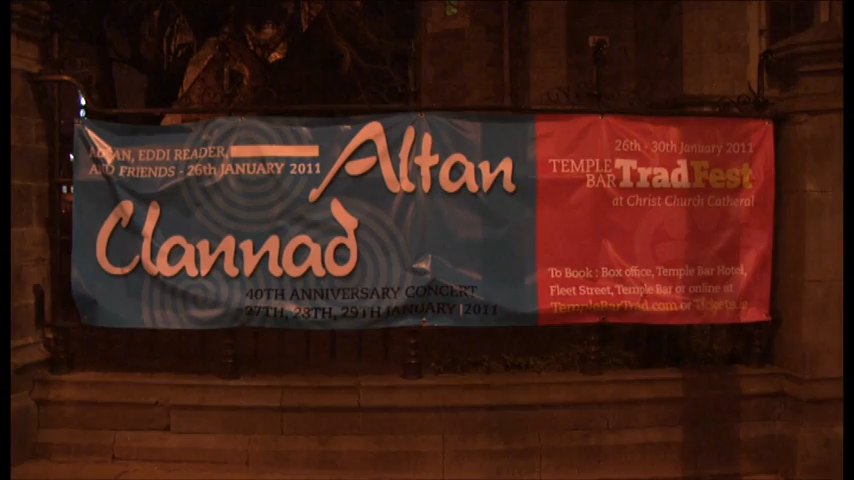 ALTAN, EDDI READER,
AND FRIENDS - 26th JANUARY 2011
Altan
Clannad
40TH ANNIVERSARY CONCERT
27TH, 28TH, 29TH JANUARY 2011
26th - 30th January 2011
TEMPLE BAR TradFest
at Christ Church Cathedral
To Book : Box office, Temple Bar Hotel,
Fleet Street, Temple Bar or online at
TempleBarTrad.com or Tickets.ie